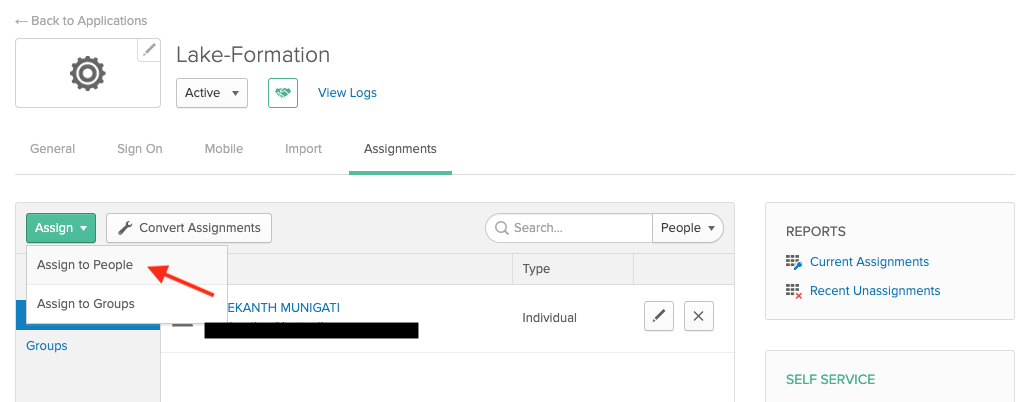 ← Back to Applications
Lake-Formation
Active
View Logs
General Sign On Mobile Import Assignments
Assign Convert Assignments Search... People
Assign to People
Type
Assign to Groups
EKANTH MUNIGATI
Individual
Groups
REPORTS
Current Assignments
Recent Unassignments
SELF SERVICE